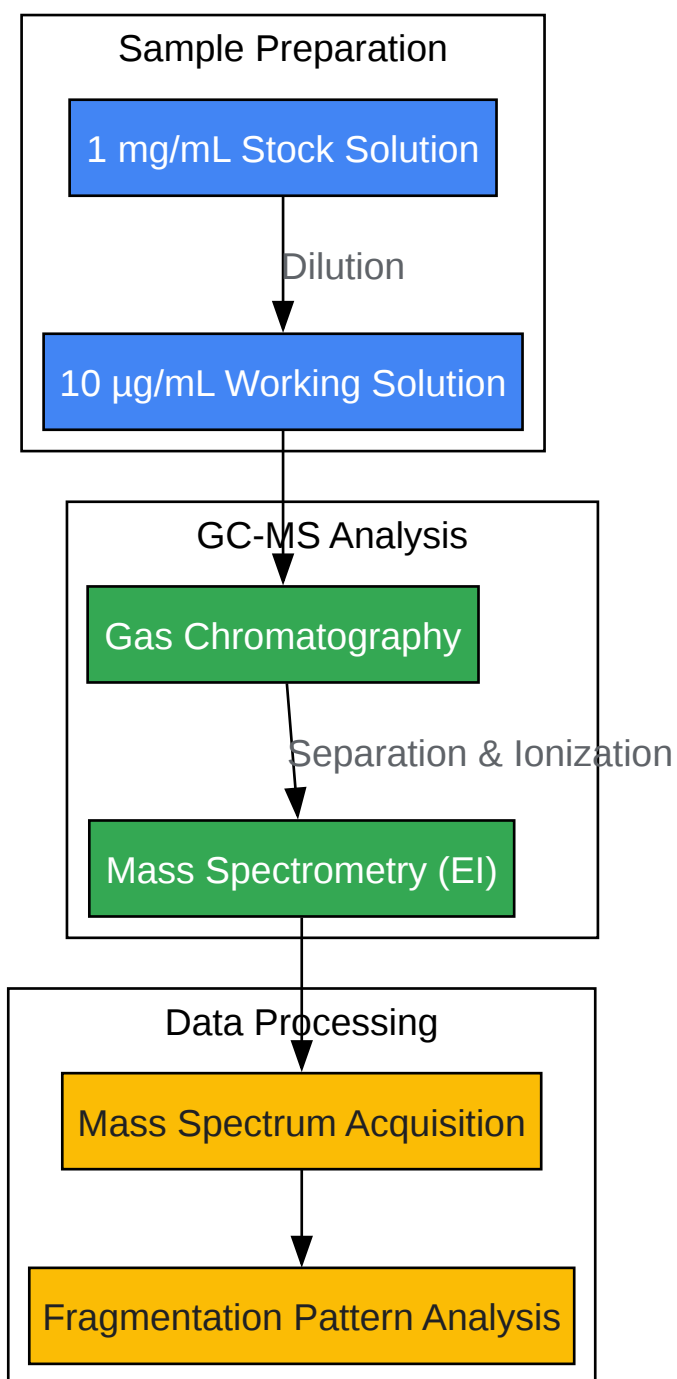 Sample Preparation
1 mg/mL Stock Solution
Dilution
10 µg/mL Working Solution
GC-MS Analysis
Gas Chromatography
Separation & Ionization
Mass Spectrometry (EI)
Data Processing
Mass Spectrum Acquisition
Fragmentation Pattern Analysis